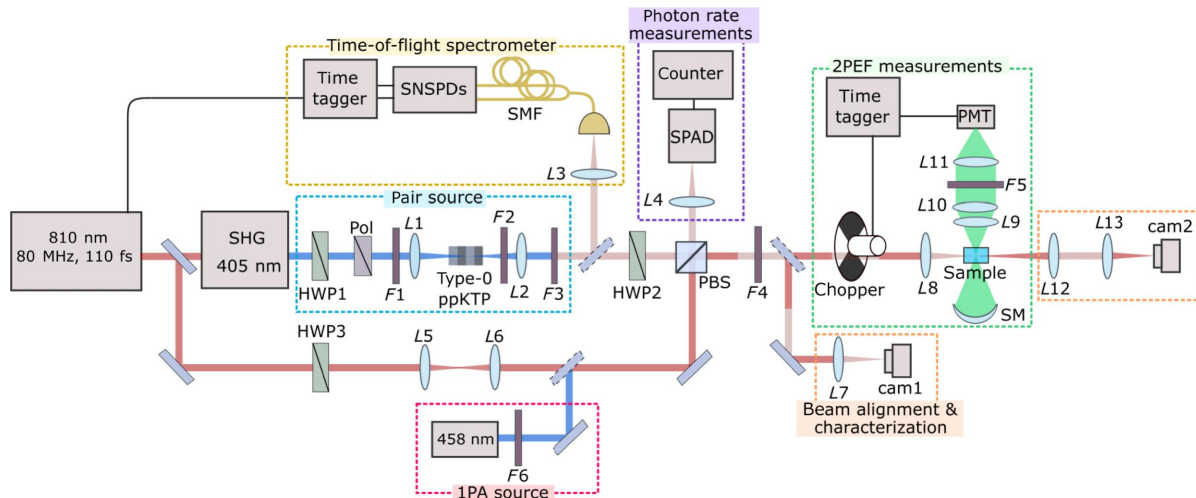 Time-of-flight spectrometer
Time
tagger
SNSPDs
SMF
L3
Photon rate
measurements
Counter
SPAD
L4
2PEF measurements
Time
tagger
PMT
L11
F5
L10
L9
Chopper
L8
Sample
SM
L12
L13
cam2
810 nm
80 MHz, 110 fs
SHG
405 nm
Pair source
HWP1
Pol
F1
L1
Type-0
ppKTP
F2
L2
F3
HWP2
PBS
F4
HWP3
L5
L6
L7
cam1
Beam alignment &
characterization
458 nm
F6
1PA source